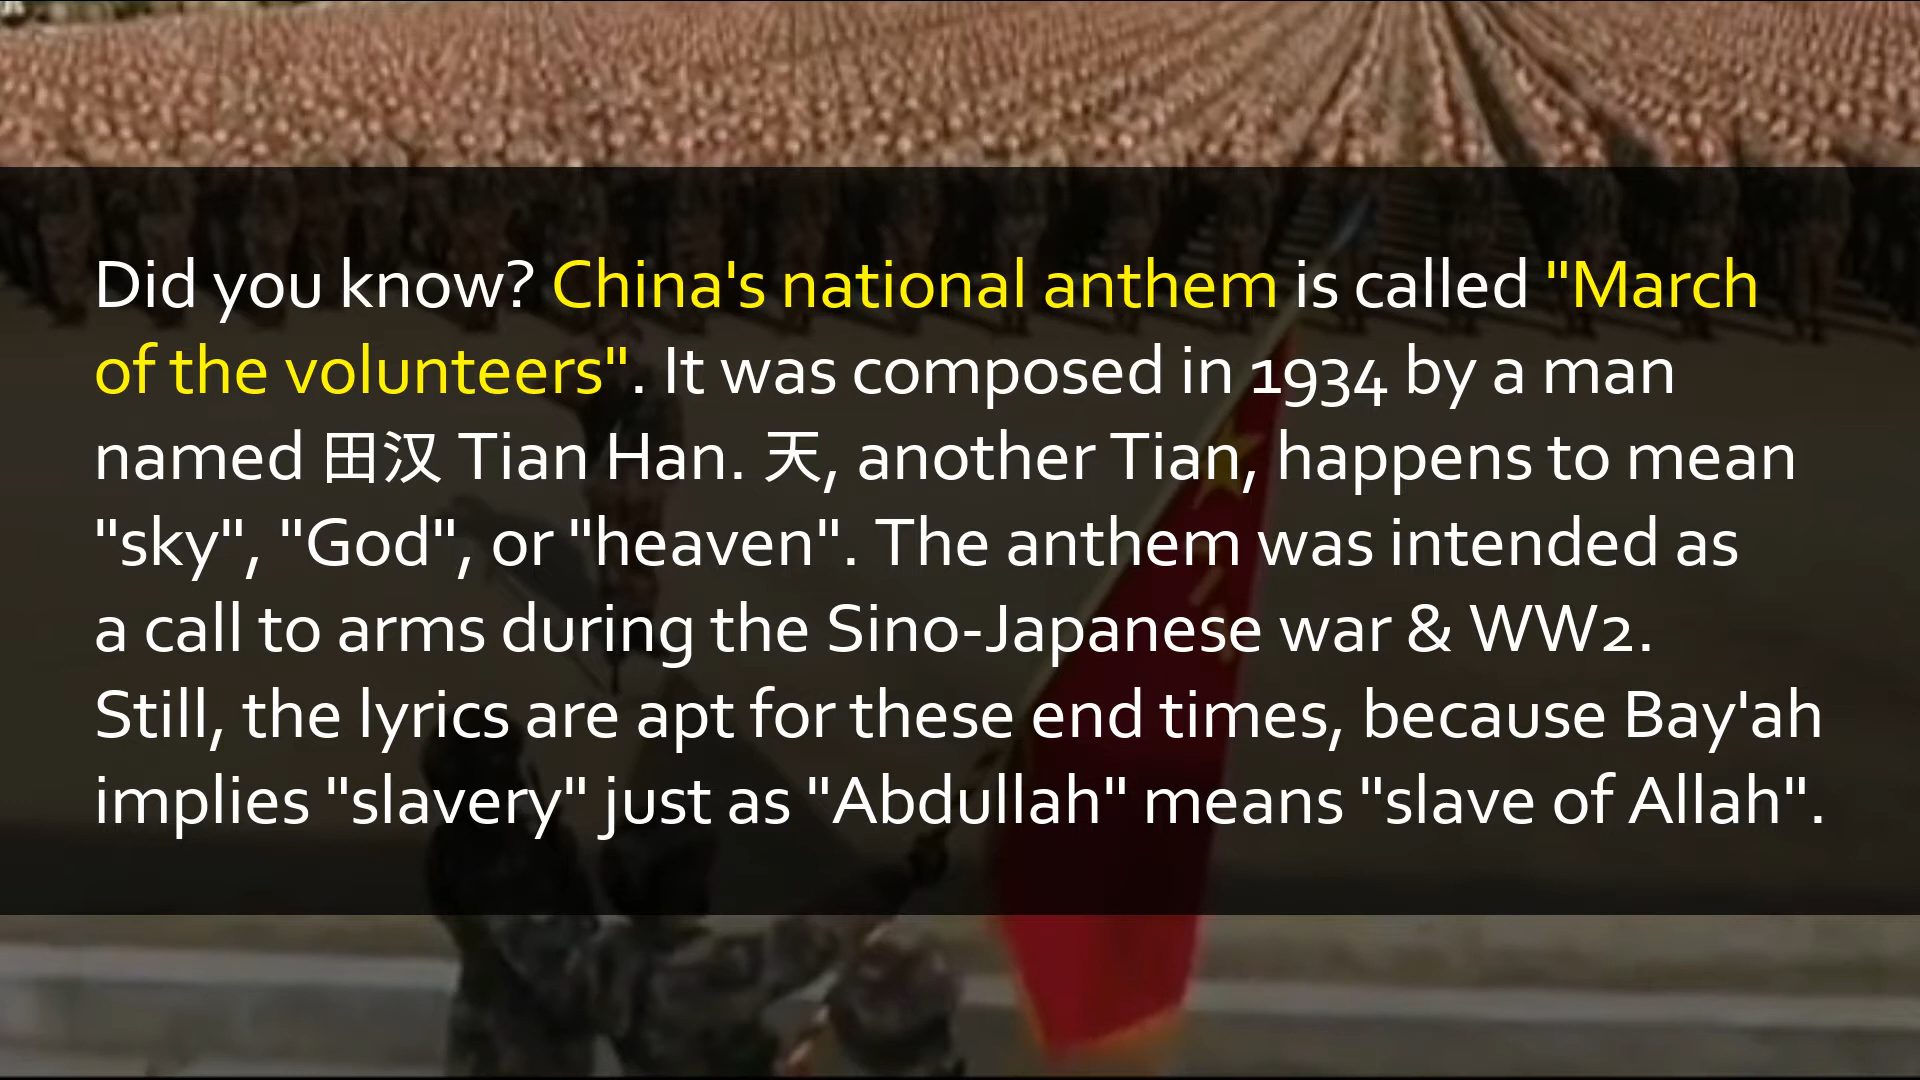 Did you know? China's national anthem is called "March
of the volunteers". It was composed in 1934 by a man
named 田汉 Tian Han. 天, another Tian, happens to mean
"sky", "God", or "heaven". The anthem was intended as
a call to arms during the Sino-Japanese war & WW2.
Still, the lyrics are apt for these end times, because Bay'ah
implies "slavery" just as "Abdullah" means "slave of Allah".